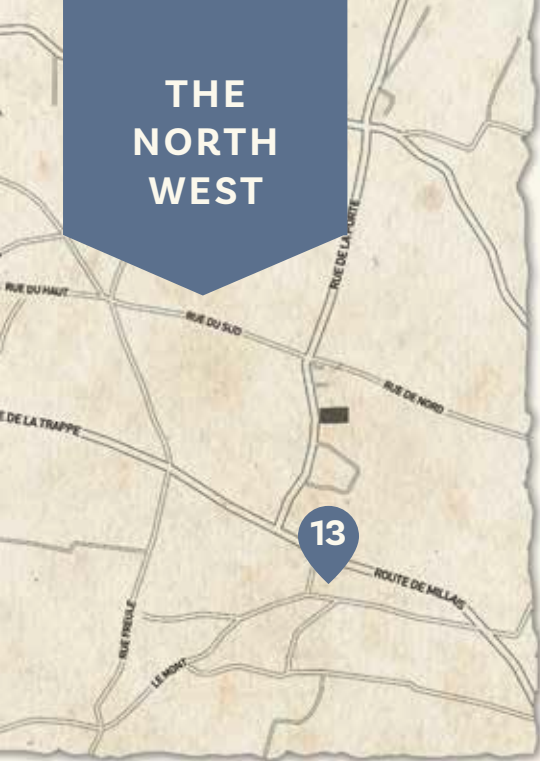 THE
NORTH
WEST
RUE DE LA PORTE
RUE DU HAUT
RUE DU SUD
RUE DE NORD
DE LA TRAPPE
13
ROUTE DE MILLAIS
RUE FREULE
LE MONT